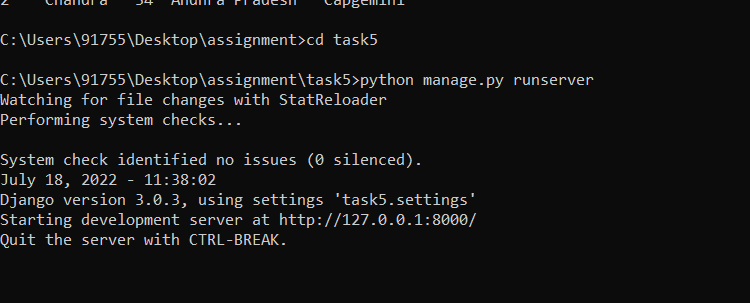 2 Chandra 34 Andhra Pradesh Capgemini
C:\Users\91755\Desktop\assignment>cd task5
C:\Users\91755\Desktop\assignment\task5>python manage.py runserver
Watching for file changes with StatReloader
Performing system checks...
System check identified no issues (0 silenced).
July 18, 2022 - 11:38:02
Django version 3.0.3, using settings 'task5.settings'
Starting development server at http://127.0.0.1:8000/
Quit the server with CTRL-BREAK.